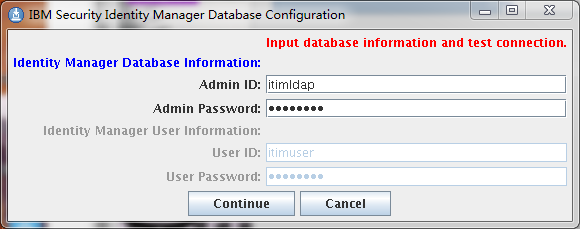 IBM Security Identity Manager Database Configuration
Input database information and test connection.
Identity Manager Database Information:
Admin ID: itimldap
Admin Password: ●●●●●●●●
Identity Manager User Information:
User ID: itimuser
User Password: ●●●●●●●●
Continue Cancel